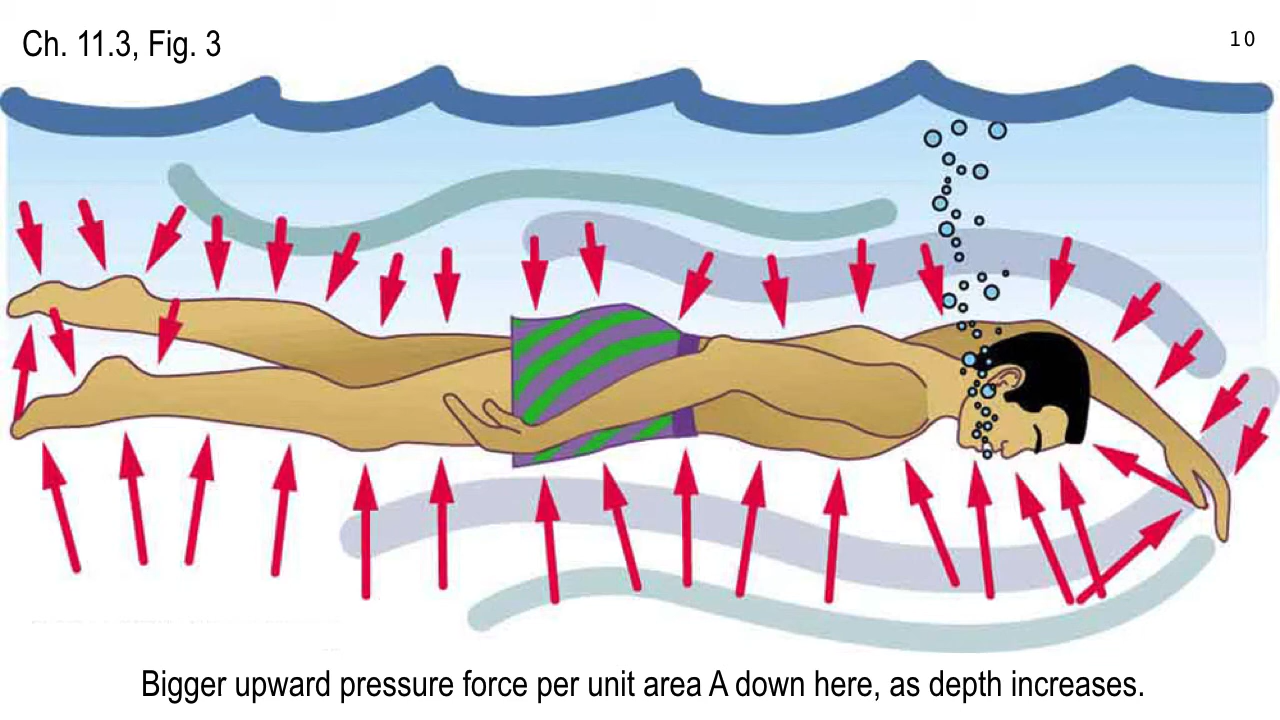 Ch. 11.3, Fig. 3
10
Bigger upward pressure force per unit area A down here, as depth increases.